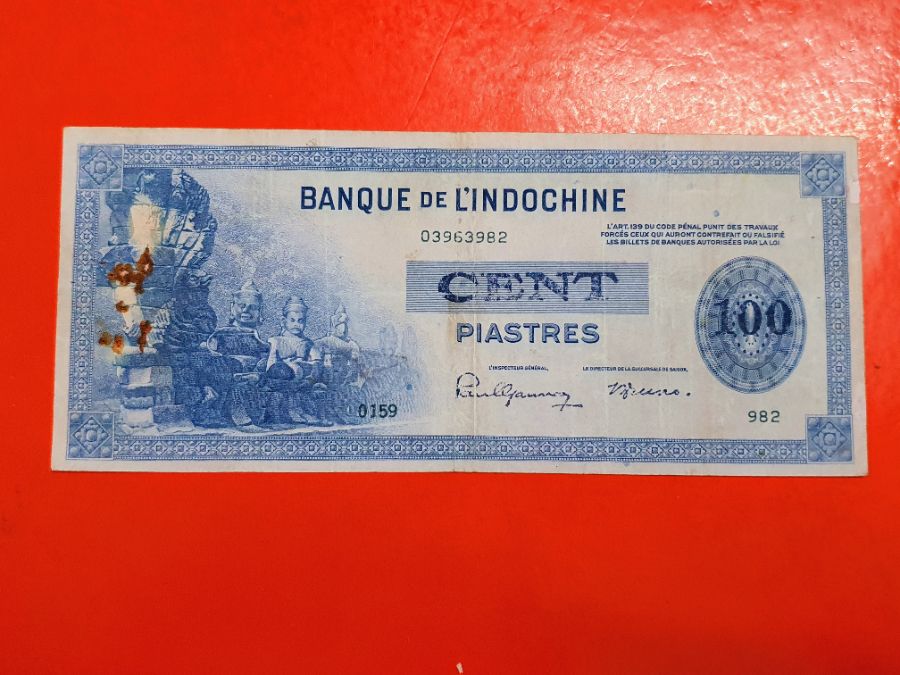 BANQUE DE L'INDOCHINE
03963982
L'ART. 139 DU CODE PÉNAL PUNIT DES TRAVAUX
FORCÉS CEUX QUI AURONT CONTREFAIT OU FALSIFIÉ
LES BILLETS DE BANQUES AUTORISÉES PAR LA LOI
CENT
100
PIASTRES
L'INSPECTEUR GÉNÉRAL,
LE DIRECTEUR DE LA SUCCURSALE DE SAIGON,
0159
982